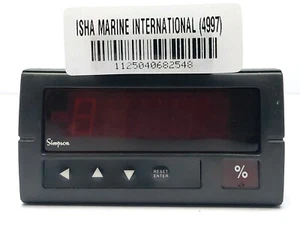 ISHA MARINE INTERNATIONAL (4997)
1125040682548
Simpson
RESET
ENTER
%